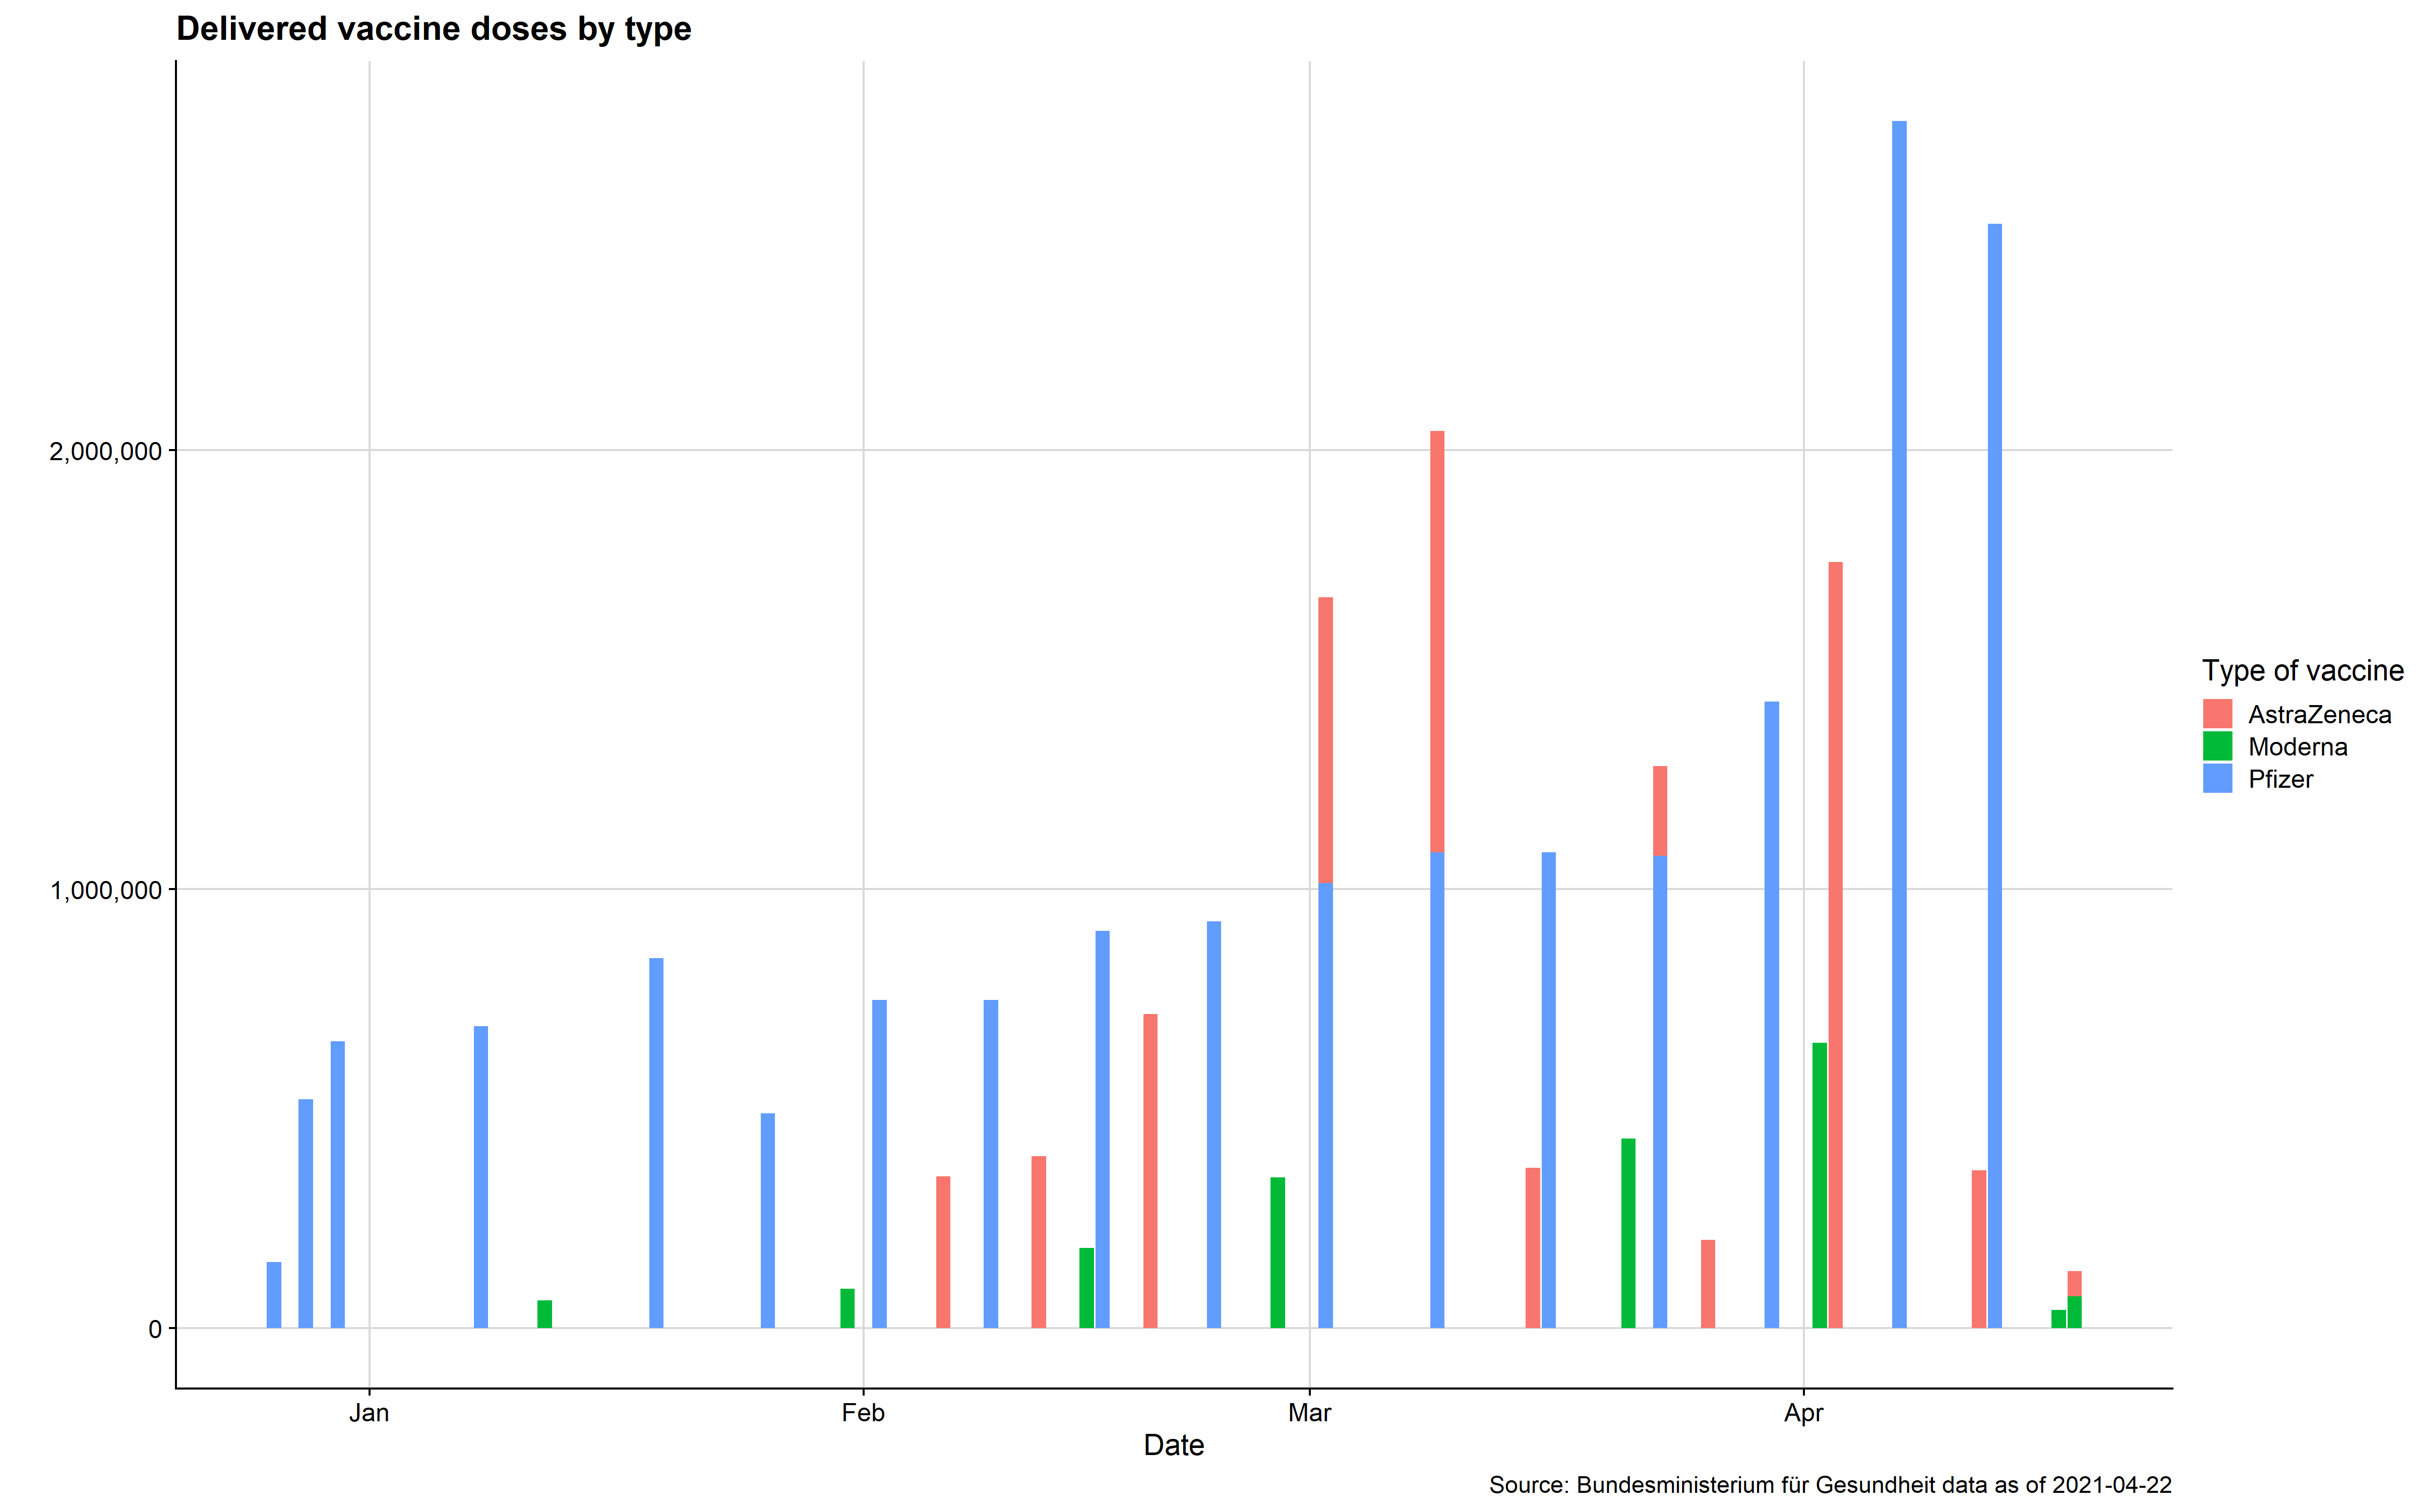 Delivered vaccine doses by type
2,000,000
1,000,000
0
Jan Feb Mar Apr
Date
Type of vaccine
AstraZeneca
Moderna
Pfizer
Source: Bundesministerium für Gesundheit data as of 2021-04-22